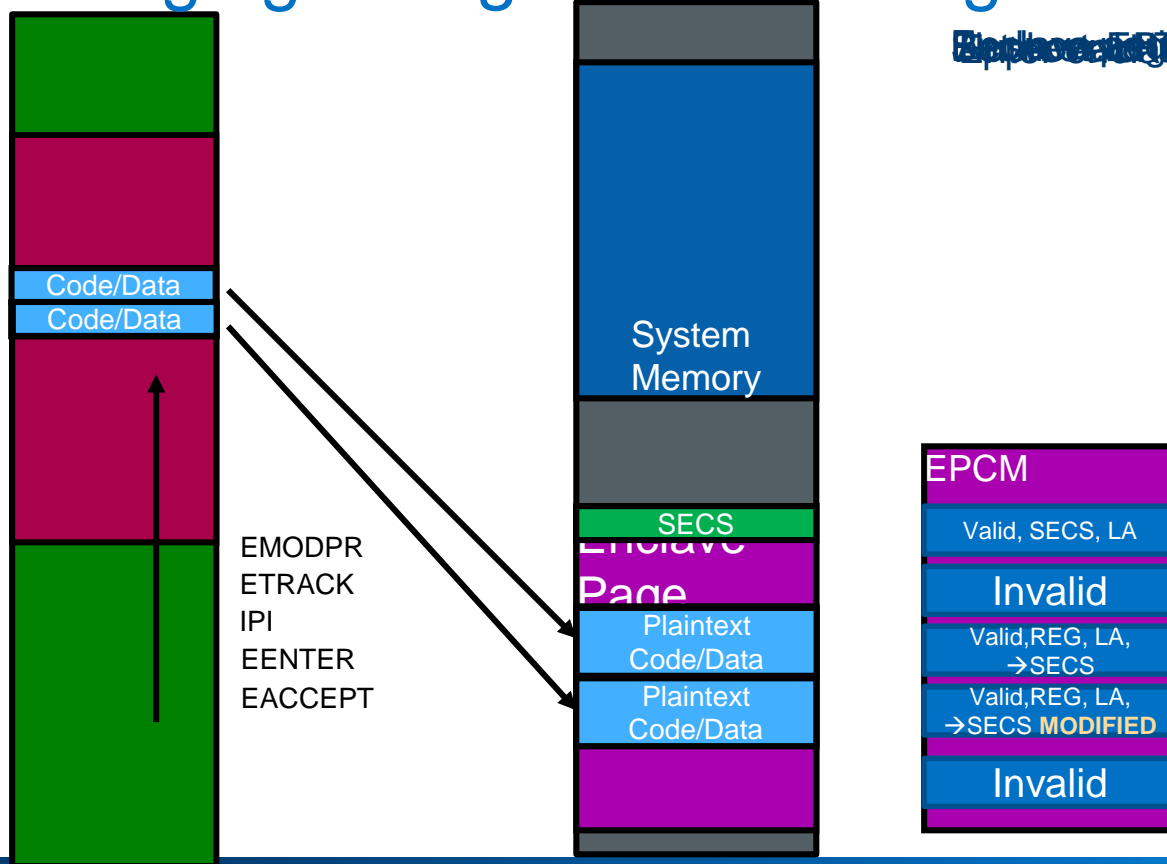 Code/Data
Code/Data
EMODPR
ETRACK
IPI
EENTER
EACCEPT
System
Memory
SECS
Enclave
Page
Plaintext
Code/Data
Plaintext
Code/Data
EPCM
Valid, SECS, LA
Invalid
Valid,REG, LA,
→SECS
Valid,REG, LA,
→SECS MODIFIED
Invalid